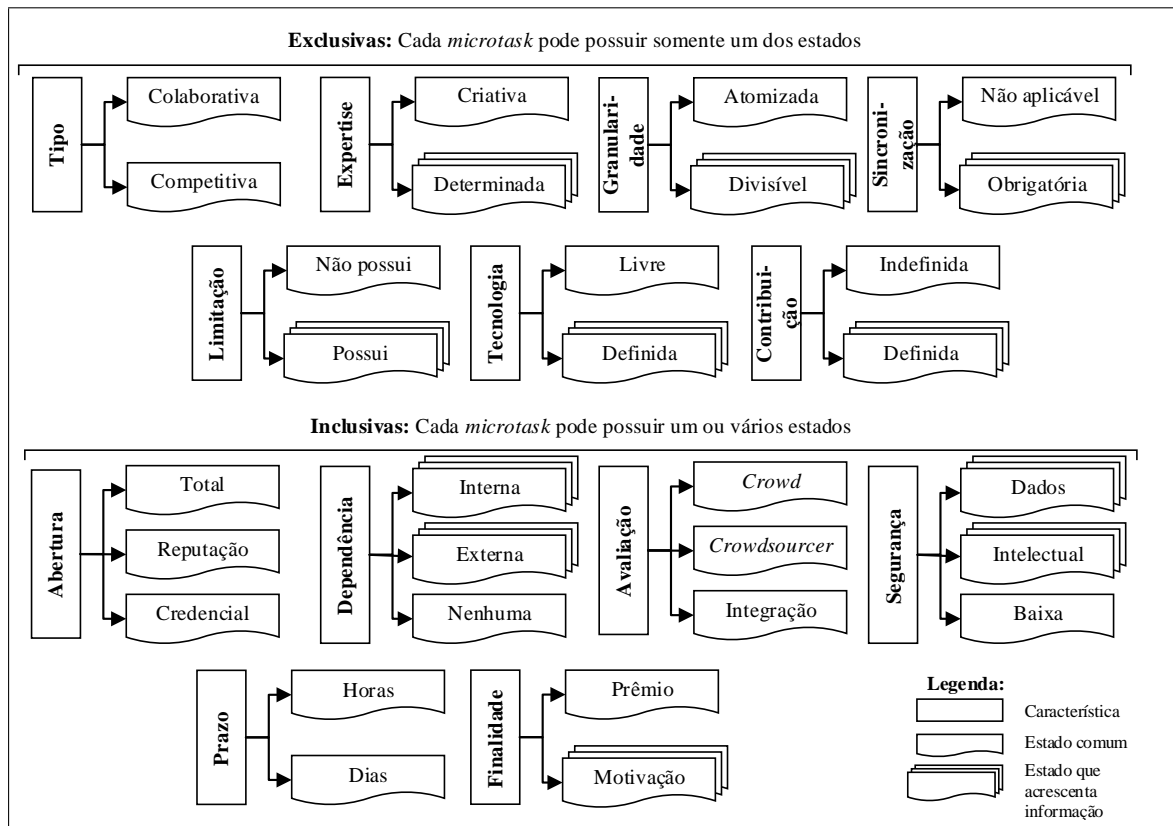 Exclusivas: Cada microtask pode possuir somente um dos estados
Tipo
Colaborativa
Competitiva
Expertise
Criativa
Determinada
Granulari-
dade
Atomizada
Divisível
Sincroni-
zação
Não aplicável
Obrigatória
Limitação
Não possui
Possui
Tecnologia
Livre
Definida
Contribui-
ção
Indefinida
Definida
Inclusivas: Cada microtask pode possuir um ou vários estados
Abertura
Total
Reputação
Credencial
Dependência
Interna
Externa
Nenhuma
Avaliação
Crowd
Crowdsourcer
Integração
Segurança
Dados
Intelectual
Baixa
Prazo
Horas
Dias
Finalidade
Prêmio
Motivação
Legenda:
Característica
Estado comum
Estado que
acrescenta
informação